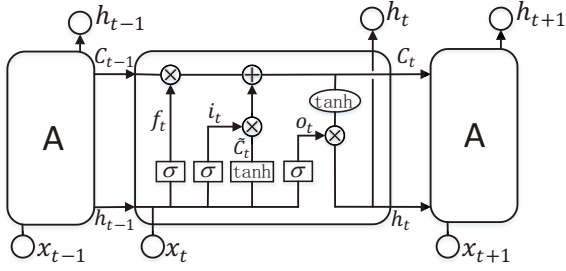 h_{t-1} h_t h_{t+1}
C_{t-1} C_t
tanh
A f_t i_t o_t A
C̃_t
σ σ tanh σ
h_{t-1} h_t
x_{t-1} x_t x_{t+1}